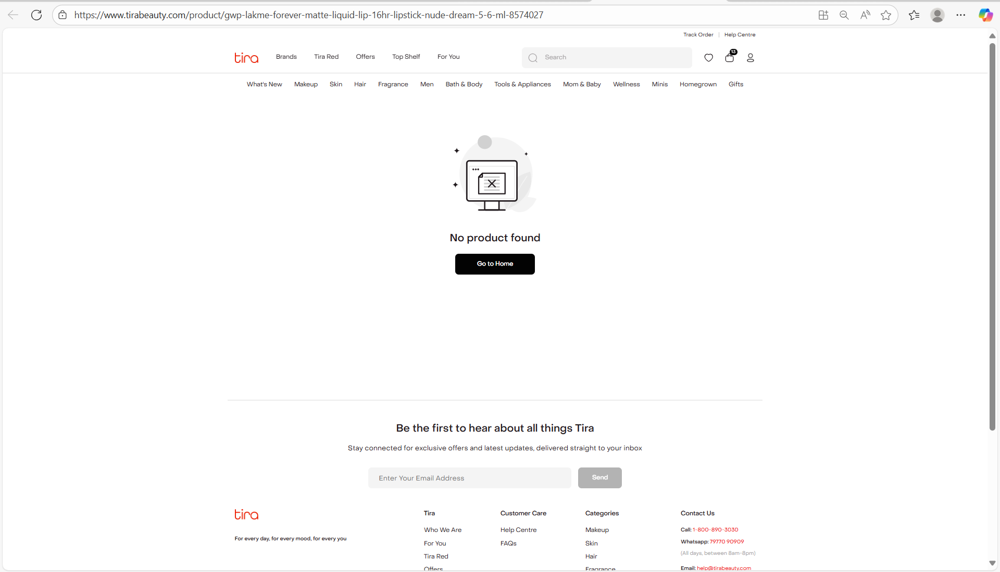 https://www.tirabeauty.com/product/gwp-lakme-forever-matte-liquid-lip-16hr-lipstick-nude-dream-5-6-ml-8574027
Track Order | Help Centre
tira Brands Tira Red Offers Top Shelf For You Search 13
What's New Makeup Skin Hair Fragrance Men Bath & Body Tools & Appliances Mom & Baby Wellness Minis Homegrown Gifts
No product found
Go to Home
Be the first to hear about all things Tira
Stay connected for exclusive offers and latest updates, delivered straight to your inbox
Enter Your Email Address Send
tira
For every day, for every mood, for every you
Tira
Who We Are
For You
Tira Red
Offers
Customer Care
Help Centre
FAQs
Categories
Makeup
Skin
Hair
Fragrance
Contact Us
Call: 1-800-890-3030
Whatsapp: 79770 90909
(All days, between 8am-8pm)
Email: help@tirabeauty.com